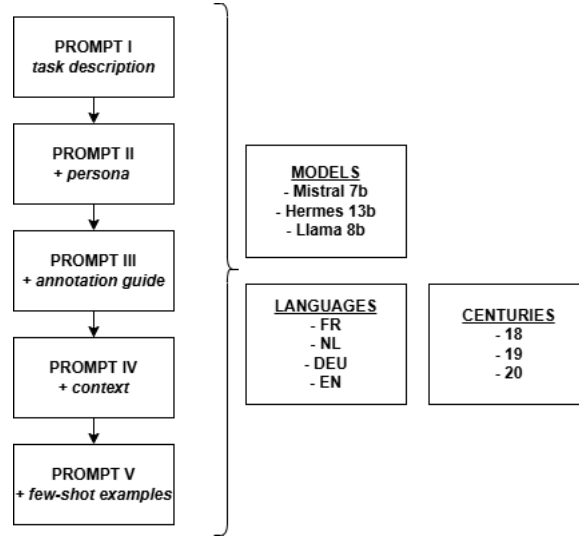 PROMPT I
task description
PROMPT II
+ persona
PROMPT III
+ annotation guide
PROMPT IV
+ context
PROMPT V
+ few-shot examples
MODELS
- Mistral 7b
- Hermes 13b
- Llama 8b
LANGUAGES
- FR
- NL
- DEU
- EN
CENTURIES
- 18
- 19
- 20